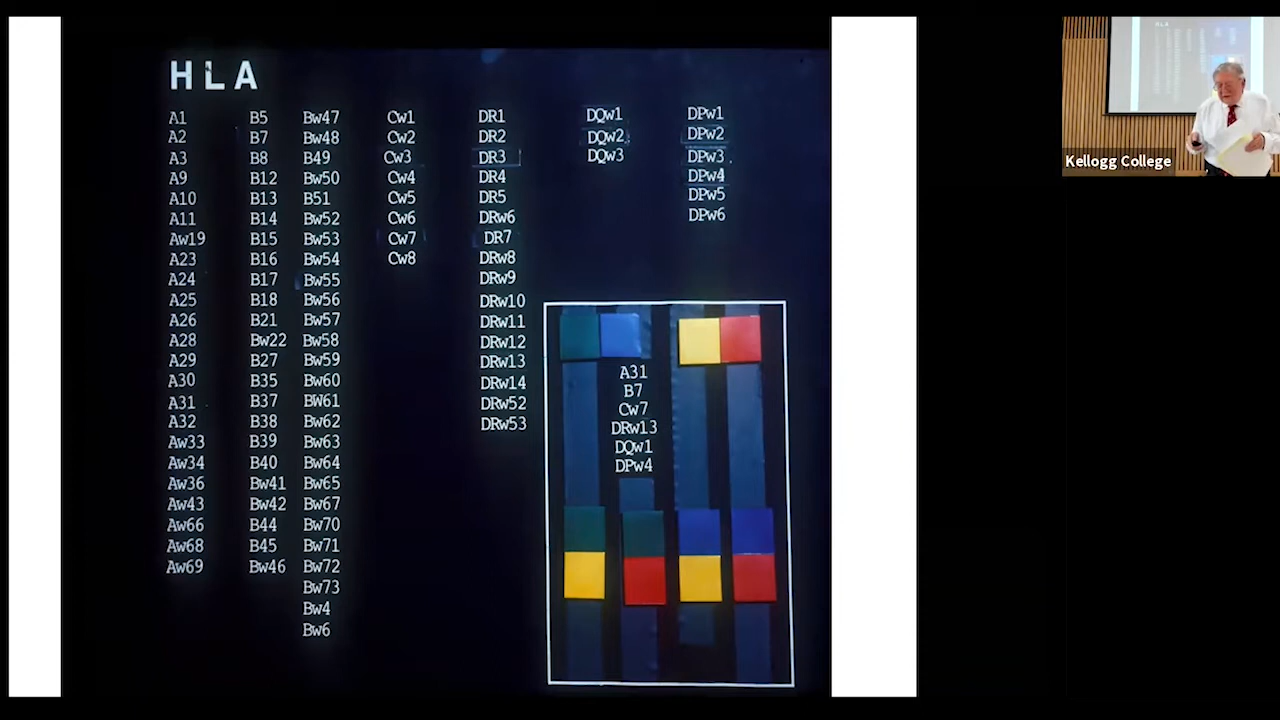 HLA
A1
A2
A3
A9
A10
A11
Aw19
A23
A24
A25
A26
A28
A29
A30
A31
A32
Aw33
Aw34
Aw36
Aw43
Aw66
Aw68
Aw69
B5
B7
B8
B12
B13
B14
B15
B16
B17
B18
B21
Bw22
B27
B35
B37
B38
B39
B40
Bw41
Bw42
B44
B45
Bw46
Bw47
Bw48
B49
Bw50
B51
Bw52
Bw53
Bw54
Bw55
Bw56
Bw57
Bw58
Bw59
Bw60
BW61
Bw62
Bw63
Bw64
Bw65
Bw67
Bw70
Bw71
Bw72
Bw73
Bw4
Bw6
Cw1
Cw2
Cw3
Cw4
Cw5
Cw6
Cw7
Cw8
DR1
DR2
DR3
DR4
DR5
DRw6
DR7
DRw8
DRw9
DRw10
DRw11
DRw12
DRw13
DRw14
DRw52
DRw53
DQw1
DQw2
DQw3
DPw1
DPw2
DPw3
DPw4
DPw5
DPw6
A31
B7
Cw7
DRw13
DQw1
DPw4
Kellogg College